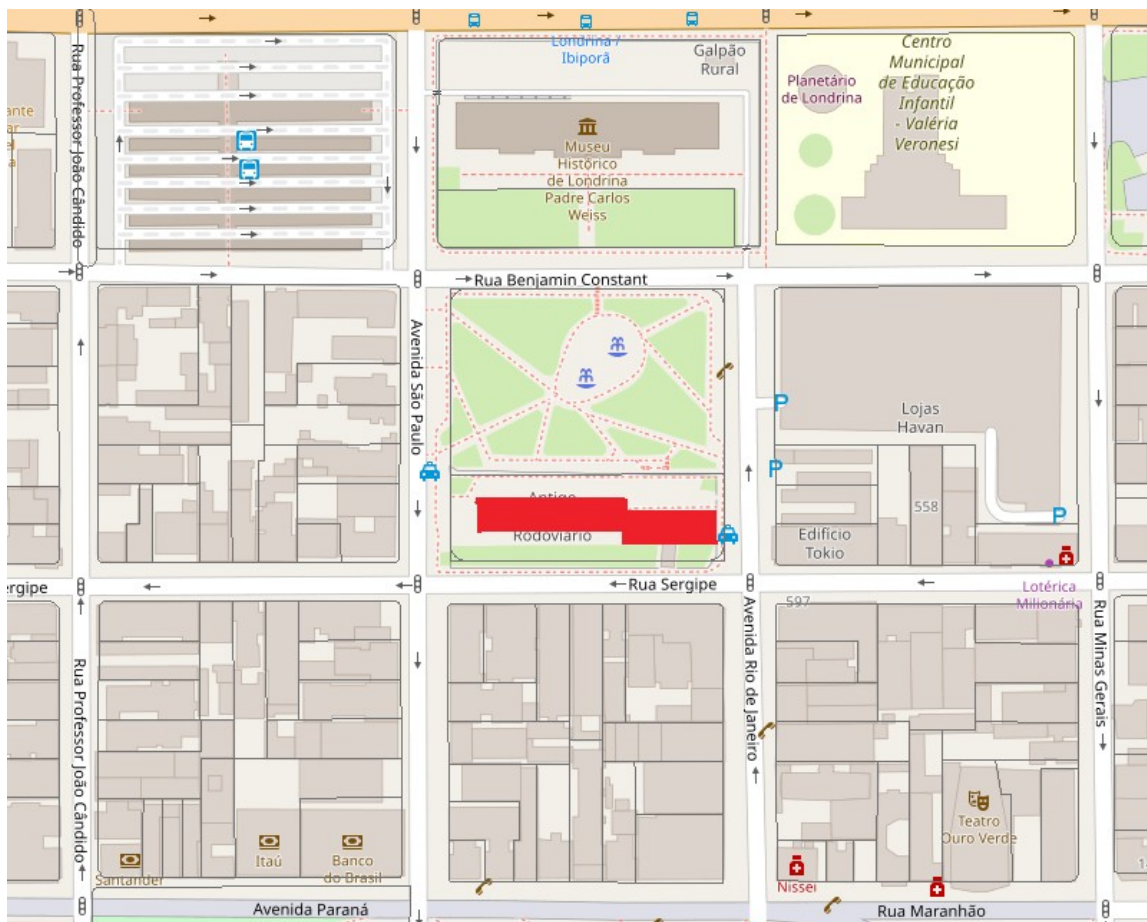 Londrina /
Ibiporã
Galpão
Rural
Centro
Municipal
de Educação
Infantil
- Valéria
Veronesi
Planetário
de Londrina
Museu
Histórico
de Londrina
Padre Carlos
Weiss
Rua Professor João Cândido
Rua Benjamin Constant
Avenida São Paulo
Lojas
Havan
P
P
P
558
Antigo
Rodoviário
Edifício
Tokio
Rua Sergipe
Lotérica
Milionária
597
Avenida Rio de Janeiro
Rua Minas Gerais
Rua Professor João Cândido
Teatro
Ouro Verde
Santander
Itaú
Banco
do Brasil
Nissei
Avenida Paraná
Rua Maranhão